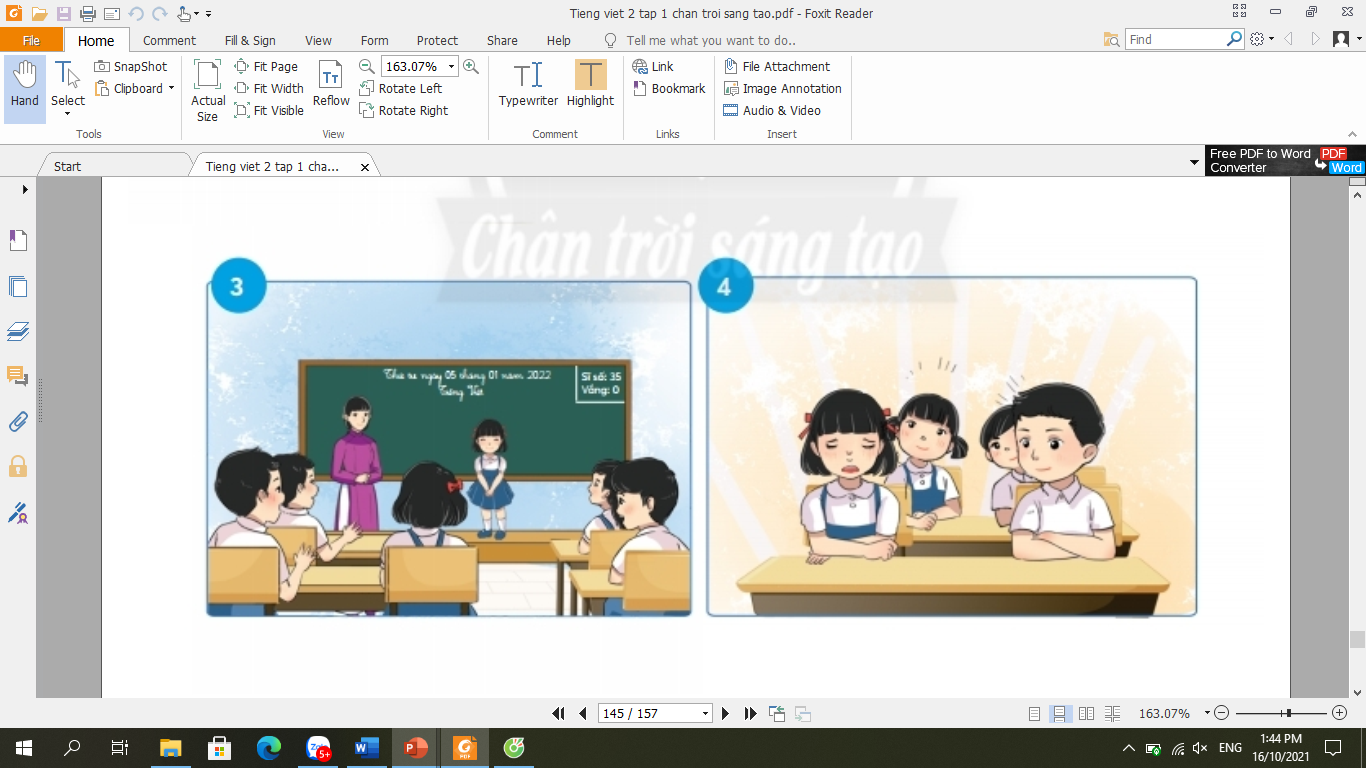 Tieng viet 2 tap 1 chan troi sang tao.pdf - Foxit Reader
File
Home
Comment
Fill & Sign
View
Form
Protect
Share
Help
Tell me what you want to do..
Find
Hand
Select
SnapShot
Clipboard
Tools
Actual
Size
Fit Page
Fit Width
Fit Visible
Reflow
163.07%
Rotate Left
Rotate Right
View
Typewriter
Highlight
Comment
Link
Bookmark
Links
File Attachment
Image Annotation
Audio & Video
Insert
Start
Tieng viet 2 tap 1 cha...
Free PDF to Word
Converter
PDF
Word
Chân trời sáng tạo
3
4
ngày 05 tháng 01 năm 2022
Tiếng Việt
Sĩ số: 35
Vắng: 0
145 / 157
163.07%
5+
ENG
1:44 PM
16/10/2021